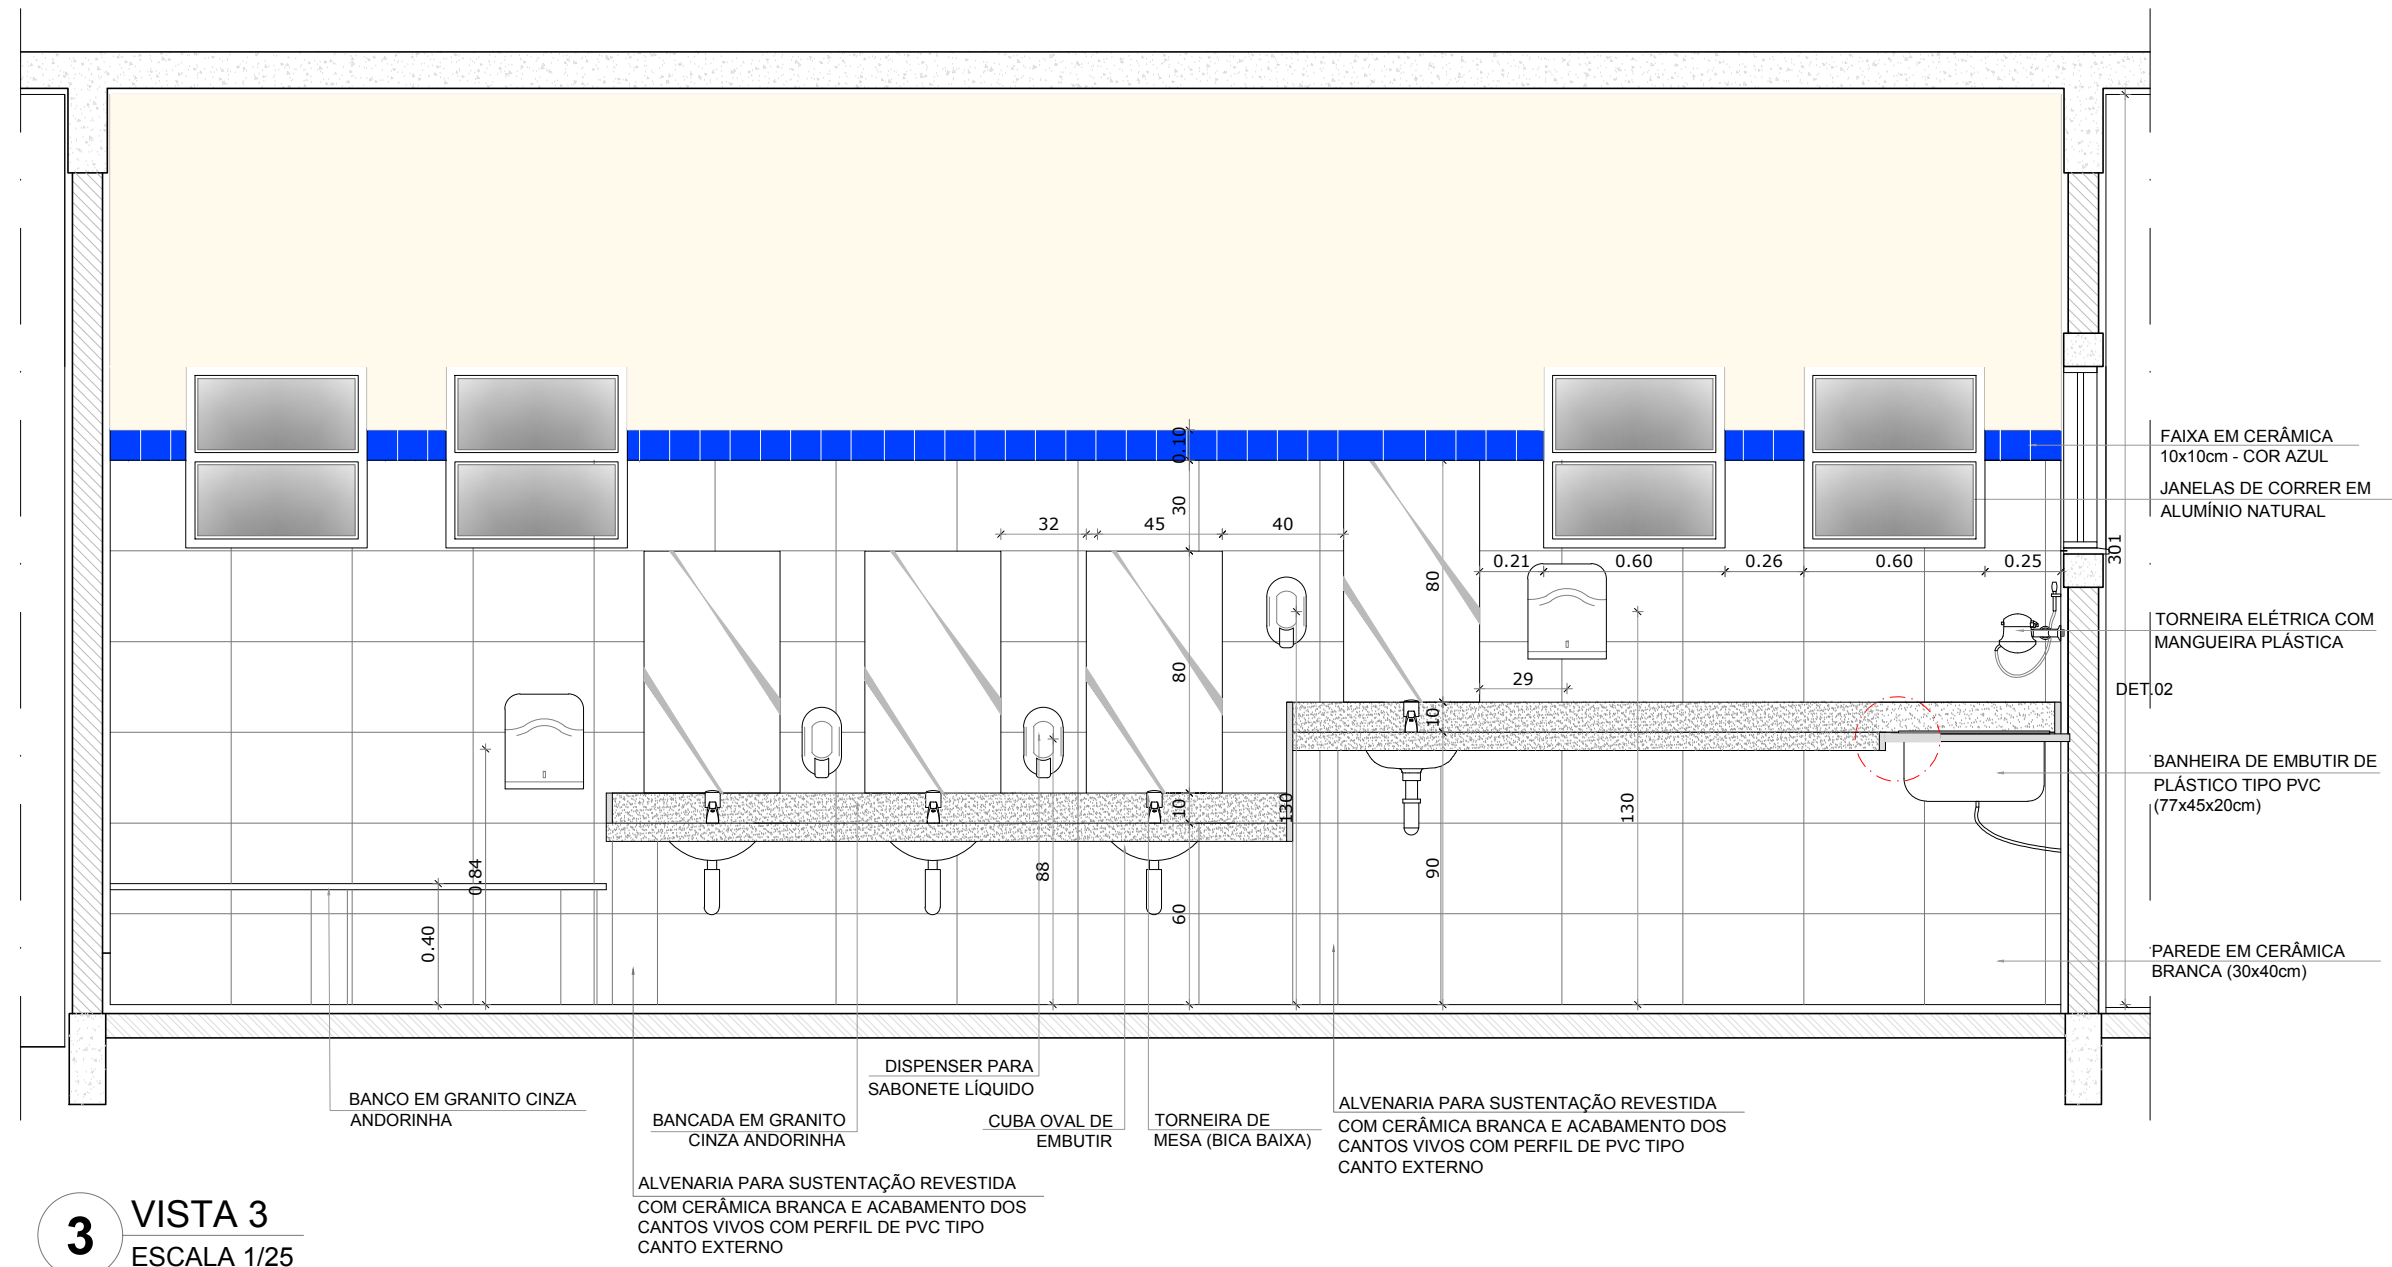 0.10
30
32
45
40
80
80
0.21
0.60
0.26
0.60
0.25
301
29
10
10
130
130
0.84
88
90
60
0.40
FAIXA EM CERÂMICA
10x10cm - COR AZUL
JANELAS DE CORRER EM
ALUMÍNIO NATURAL
TORNEIRA ELÉTRICA COM
MANGUEIRA PLÁSTICA
DET.02
BANHEIRA DE EMBUTIR DE
PLÁSTICO TIPO PVC
(77x45x20cm)
PAREDE EM CERÂMICA
BRANCA (30x40cm)
BANCO EM GRANITO CINZA
ANDORINHA
BANCADA EM GRANITO
CINZA ANDORINHA
DISPENSER PARA
SABONETE LÍQUIDO
CUBA OVAL DE
EMBUTIR
TORNEIRA DE
MESA (BICA BAIXA)
ALVENARIA PARA SUSTENTAÇÃO REVESTIDA
COM CERÂMICA BRANCA E ACABAMENTO DOS
CANTOS VIVOS COM PERFIL DE PVC TIPO
CANTO EXTERNO
ALVENARIA PARA SUSTENTAÇÃO REVESTIDA
COM CERÂMICA BRANCA E ACABAMENTO DOS
CANTOS VIVOS COM PERFIL DE PVC TIPO
CANTO EXTERNO
3
VISTA 3
ESCALA 1/25